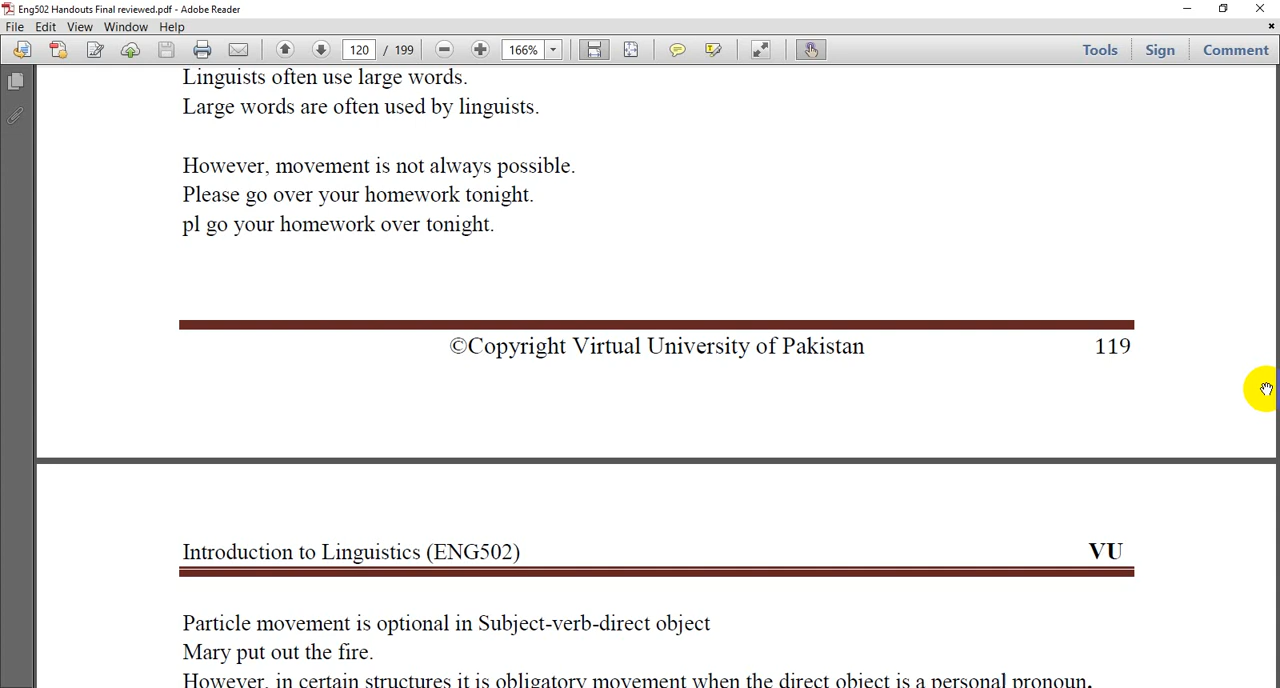 Eng502 Handouts Final reviewed.pdf - Adobe Reader
File Edit View Window Help
120 / 199 166% Tools Sign Comment
Linguists often use large words.
Large words are often used by linguists.
However, movement is not always possible.
Please go over your homework tonight.
pl go your homework over tonight.
©Copyright Virtual University of Pakistan 119
Introduction to Linguistics (ENG502) VU
Particle movement is optional in Subject-verb-direct object
Mary put out the fire.
However, in certain structures it is obligatory movement when the direct object is a personal pronoun.